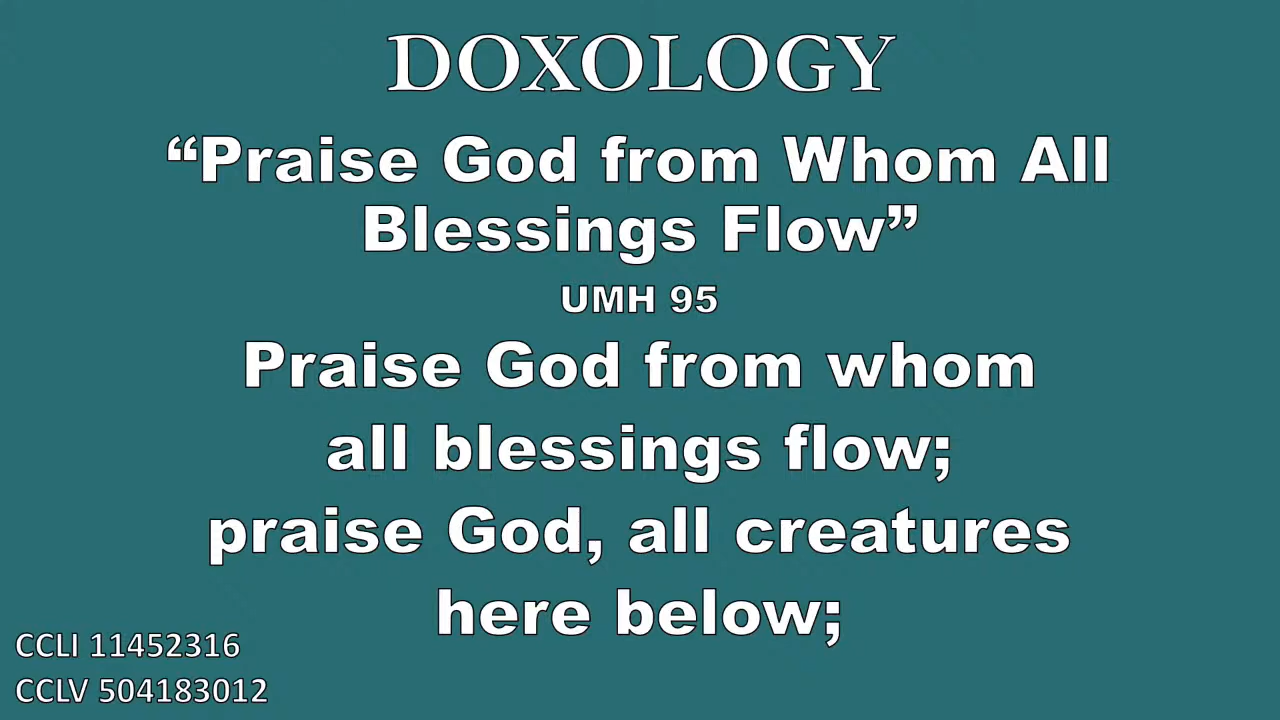 DOXOLOGY
“Praise God from Whom All
Blessings Flow”
UMH 95
Praise God from whom
all blessings flow;
praise God, all creatures
here below;
CCLI 11452316
CCLV 504183012